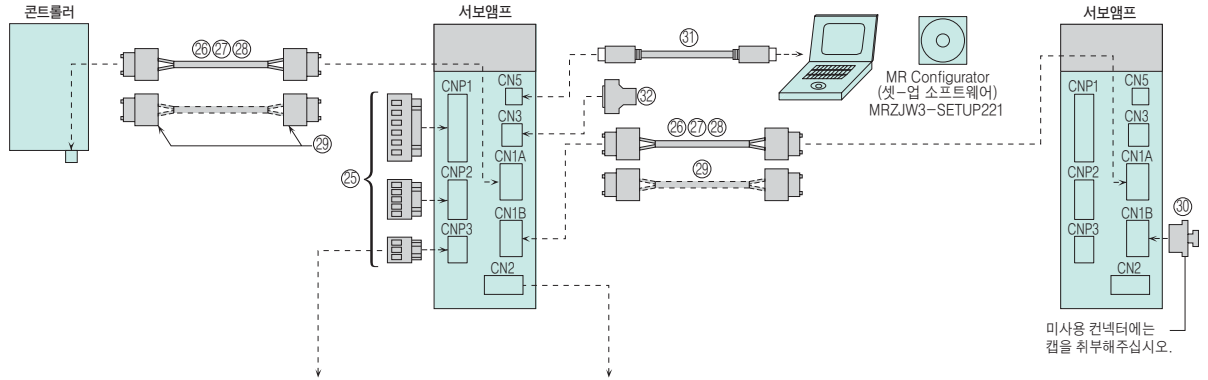 콘트롤러
서보앰프
서보앰프
㉖㉗㉘
㉛
MR Configurator
(셋-업 소프트웨어)
MRZJW3-SETUP221
㉙
CNP1
CN5
㉜
CN3
㉖㉗㉘
CN1A
㉕
CNP2
㉙
CN1B
CNP3
CN2
CNP1
CN5
CN3
CN1A
CNP2
CN1B
㉚
CNP3
CN2
미사용 컨넥터에는
캡을 취부해주십시오.